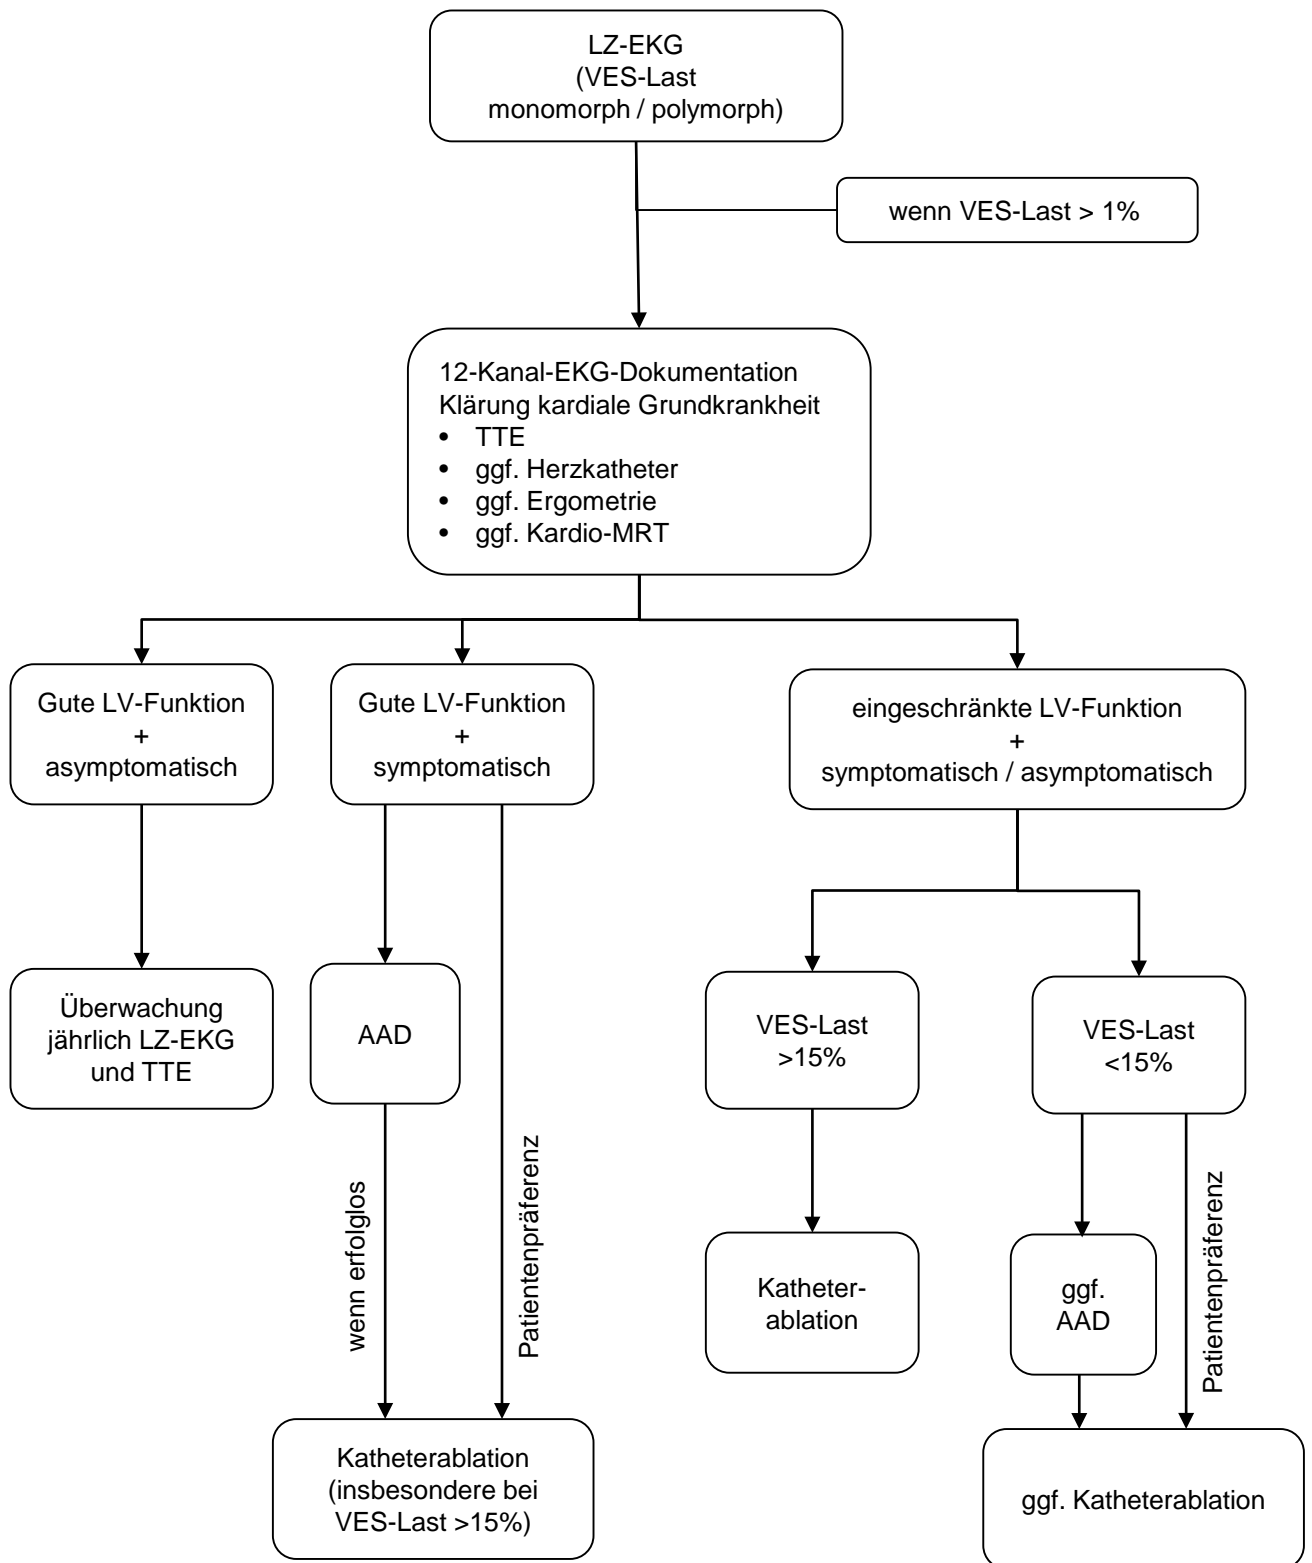 LZ-EKG
(VES-Last
monomorph / polymorph)
wenn VES-Last > 1%
12-Kanal-EKG-Dokumentation
Klärung kardiale Grundkrankheit
• TTE
• ggf. Herzkatheter
• ggf. Ergometrie
• ggf. Kardio-MRT
Gute LV-Funktion
+
asymptomatisch
Gute LV-Funktion
+
symptomatisch
eingeschränkte LV-Funktion
+
symptomatisch / asymptomatisch
Überwachung
jährlich LZ-EKG
und TTE
AAD
VES-Last
>15%
VES-Last
<15%
wenn erfolglos
Patientenpräferenz
Katheter-
ablation
ggf.
AAD
Patientenpräferenz
Katheterablation
(insbesondere bei
VES-Last >15%)
ggf. Katheterablation